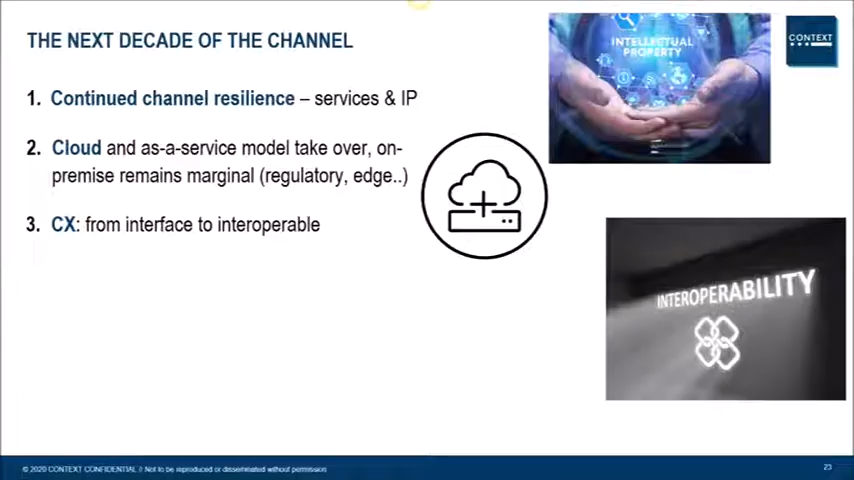 THE NEXT DECADE OF THE CHANNEL
1. Continued channel resilience – services & IP
2. Cloud and as-a-service model take over, on-
premise remains marginal (regulatory, edge..)
3. CX: from interface to interoperable
INTELLECTUAL
PROPERTY
CONTEXT
INTEROPERABILITY
© 2020 CONTEXT CONFIDENTIAL // Not to be reproduced or disseminated without permission
23